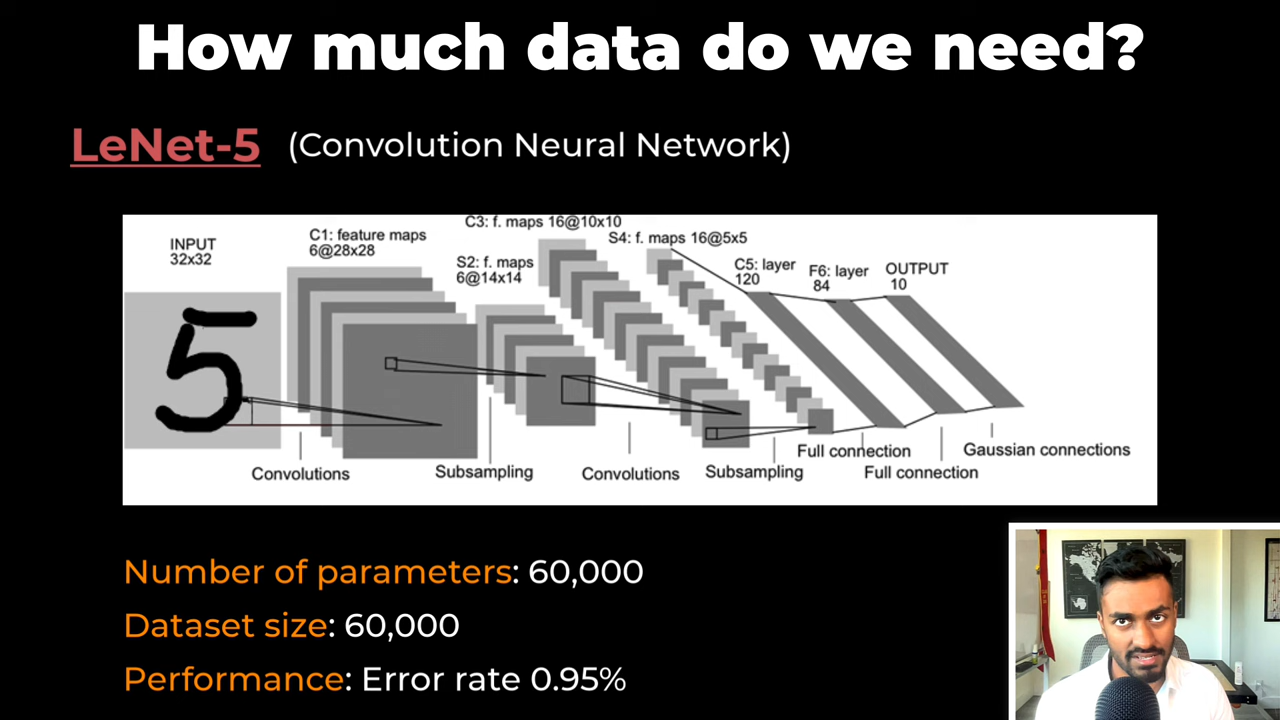 How much data do we need?
LeNet-5 (Convolution Neural Network)
INPUT
32x32
C1: feature maps
6@28x28
S2: f. maps
6@14x14
C3: f. maps 16@10x10
S4: f. maps 16@5x5
C5: layer
120
F6: layer
84
OUTPUT
10
5
Convolutions
Subsampling
Convolutions
Subsampling
Full connection
Full connection
Gaussian connections
Number of parameters: 60,000
Dataset size: 60,000
Performance: Error rate 0.95%